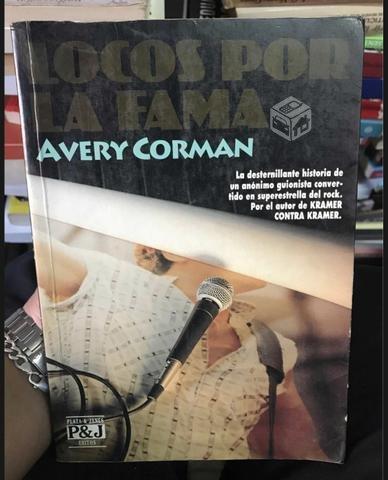 LOCOS POR
LA FAMA
AVERY CORMAN
La desternillante historia de
un anónimo guionista conver-
tido en superestrella del rock.
Por el autor de KRAMER
CONTRA KRAMER.
PLAZA & JANES
P&J
EXITOS